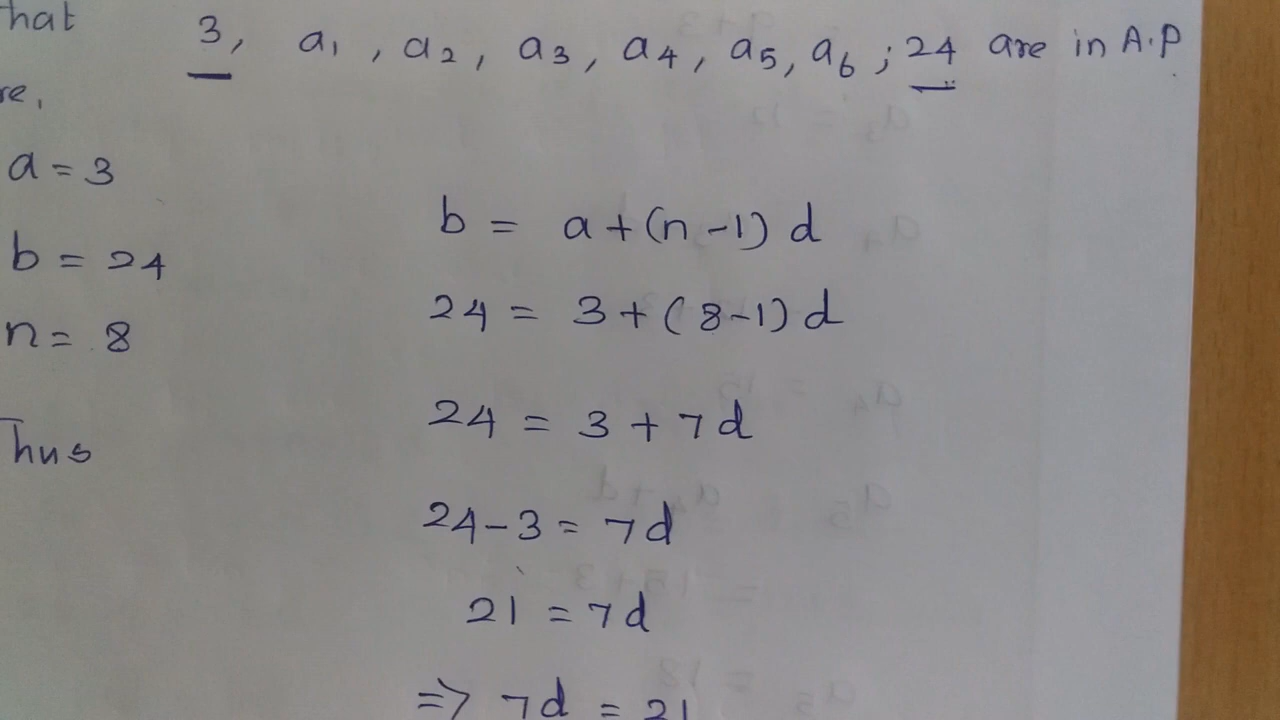 hat 3, a₁, a₂, a₃, a₄, a₅, a₆; 24 are in A.P
re,
a = 3
b = a + (n - 1) d
b = 24
24 = 3 + (8 - 1) d
n = 8
24 = 3 + 7d
Thus
24 - 3 = 7d
21 = 7d
⇒ 7d = 21